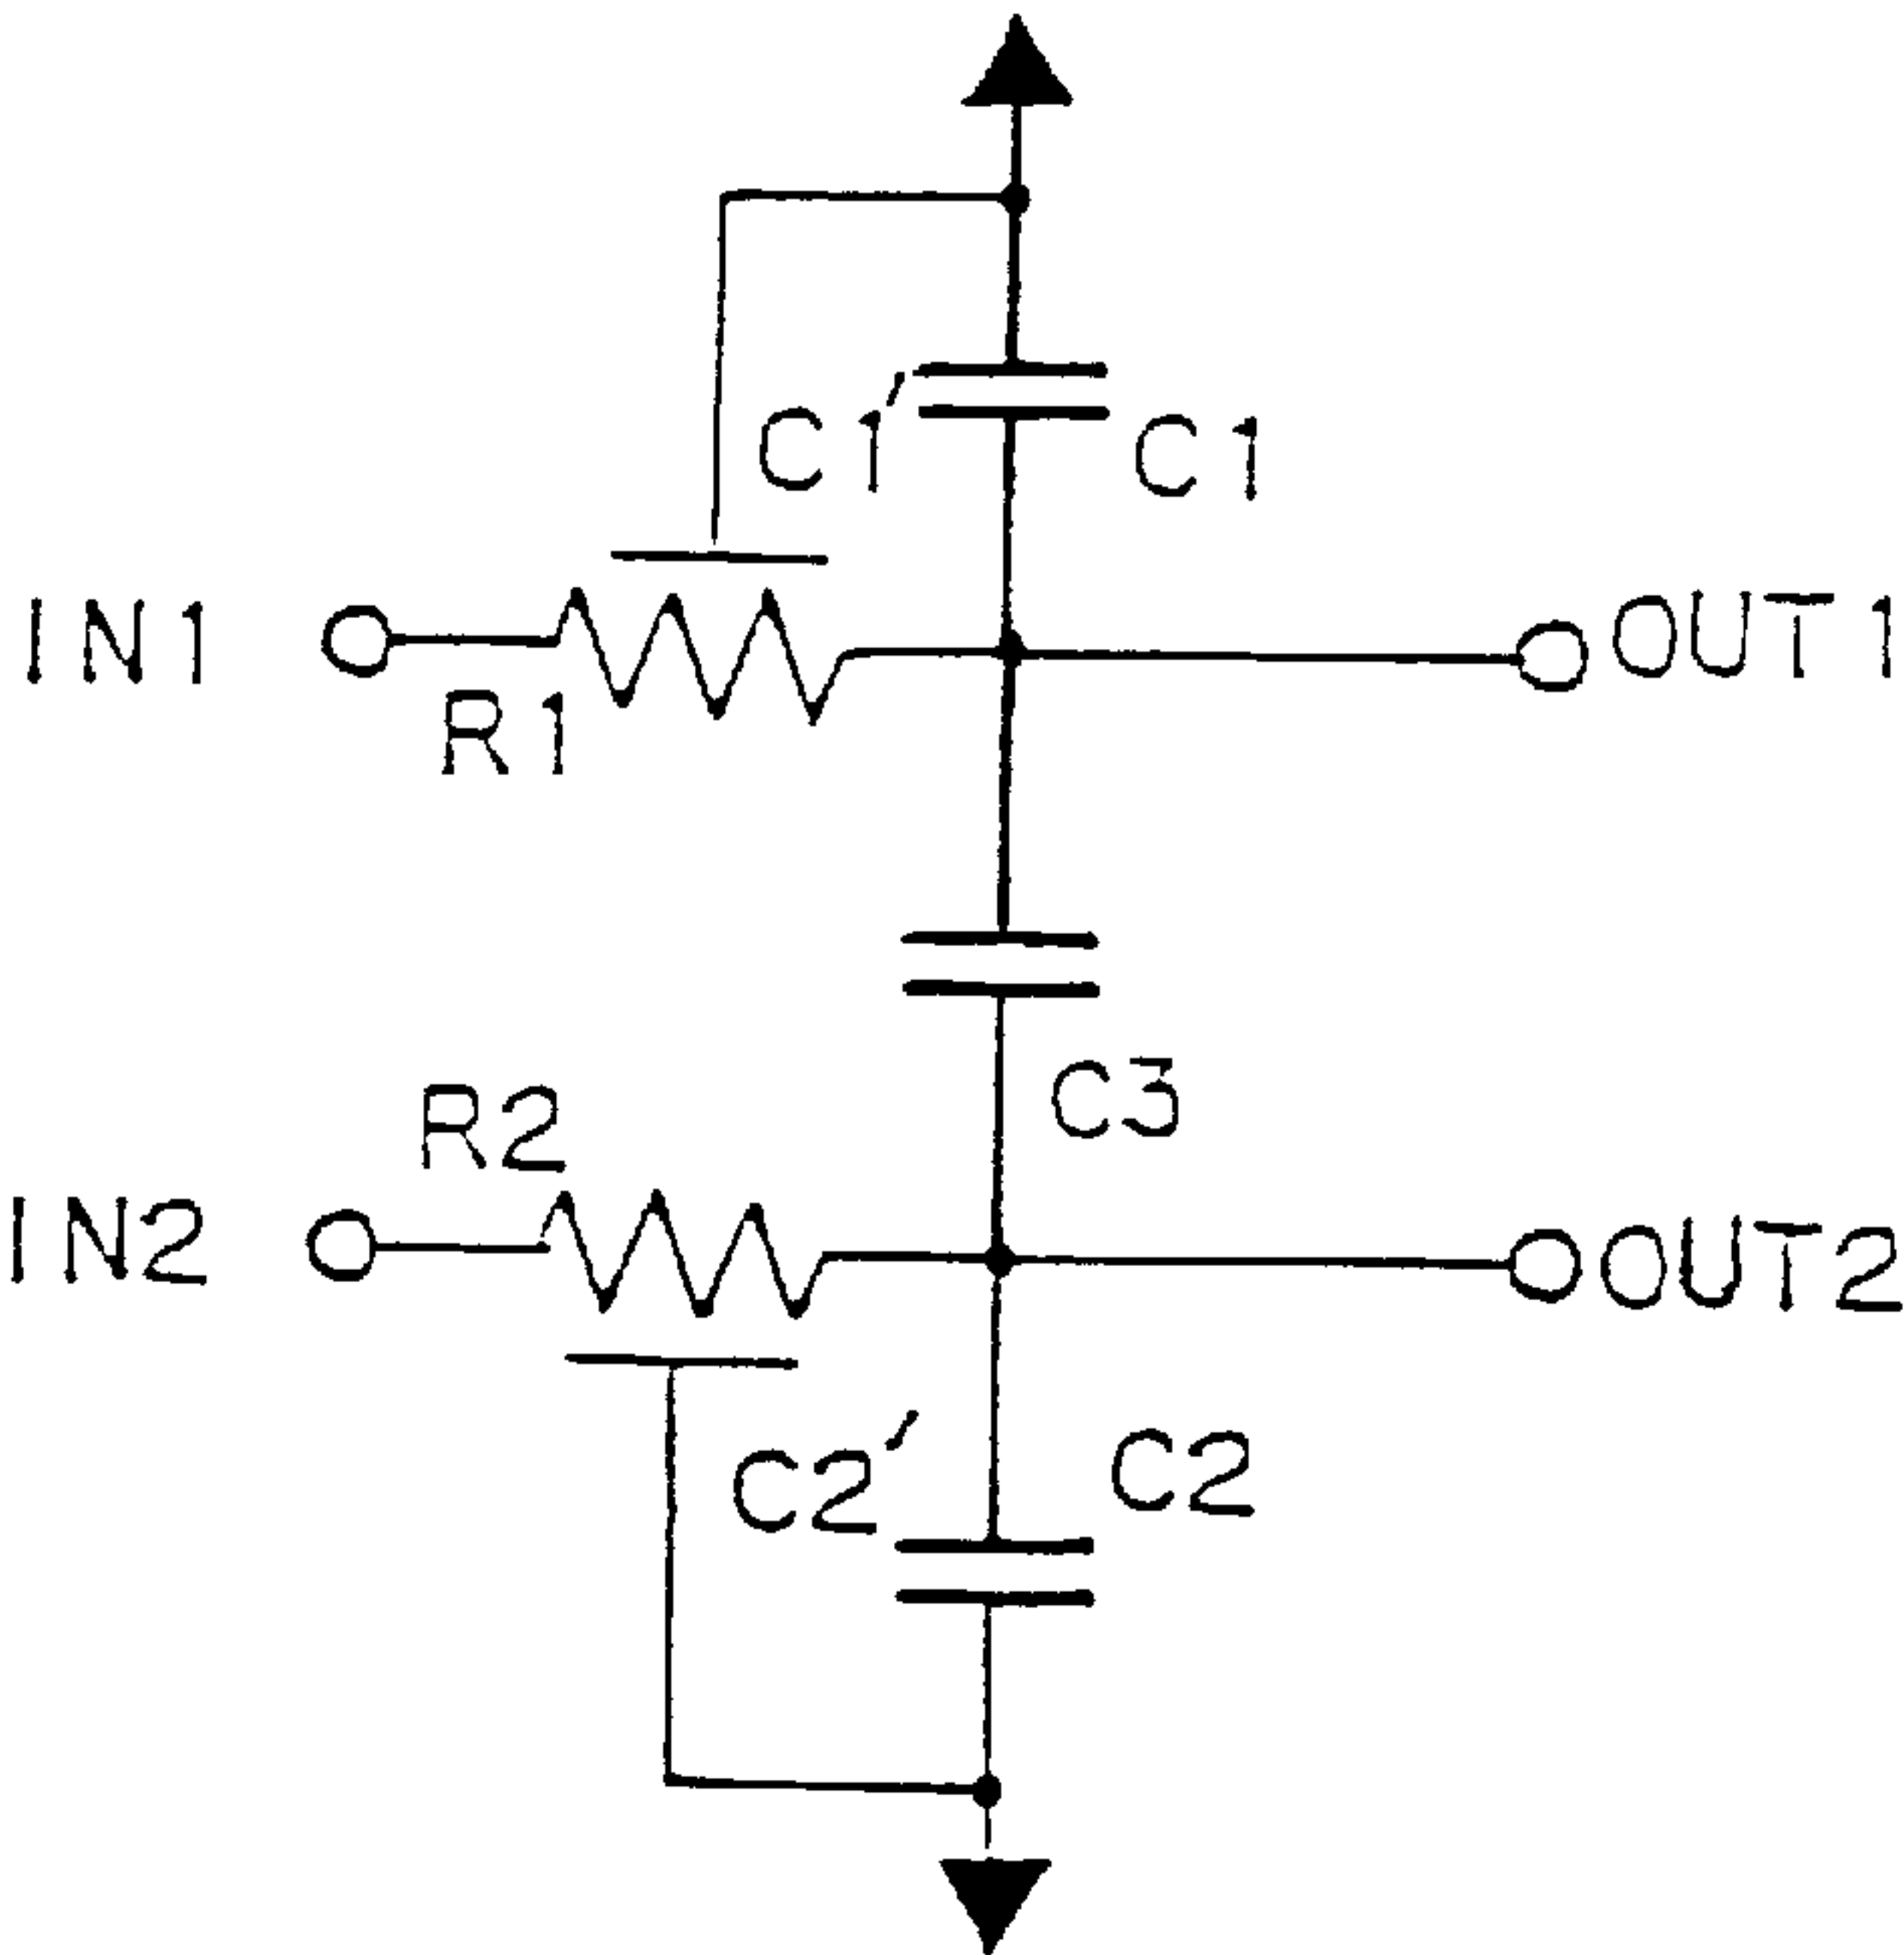 C1′ C1
IN1 OUT1
R1
C3
R2
IN2 OUT2
C2′ C2